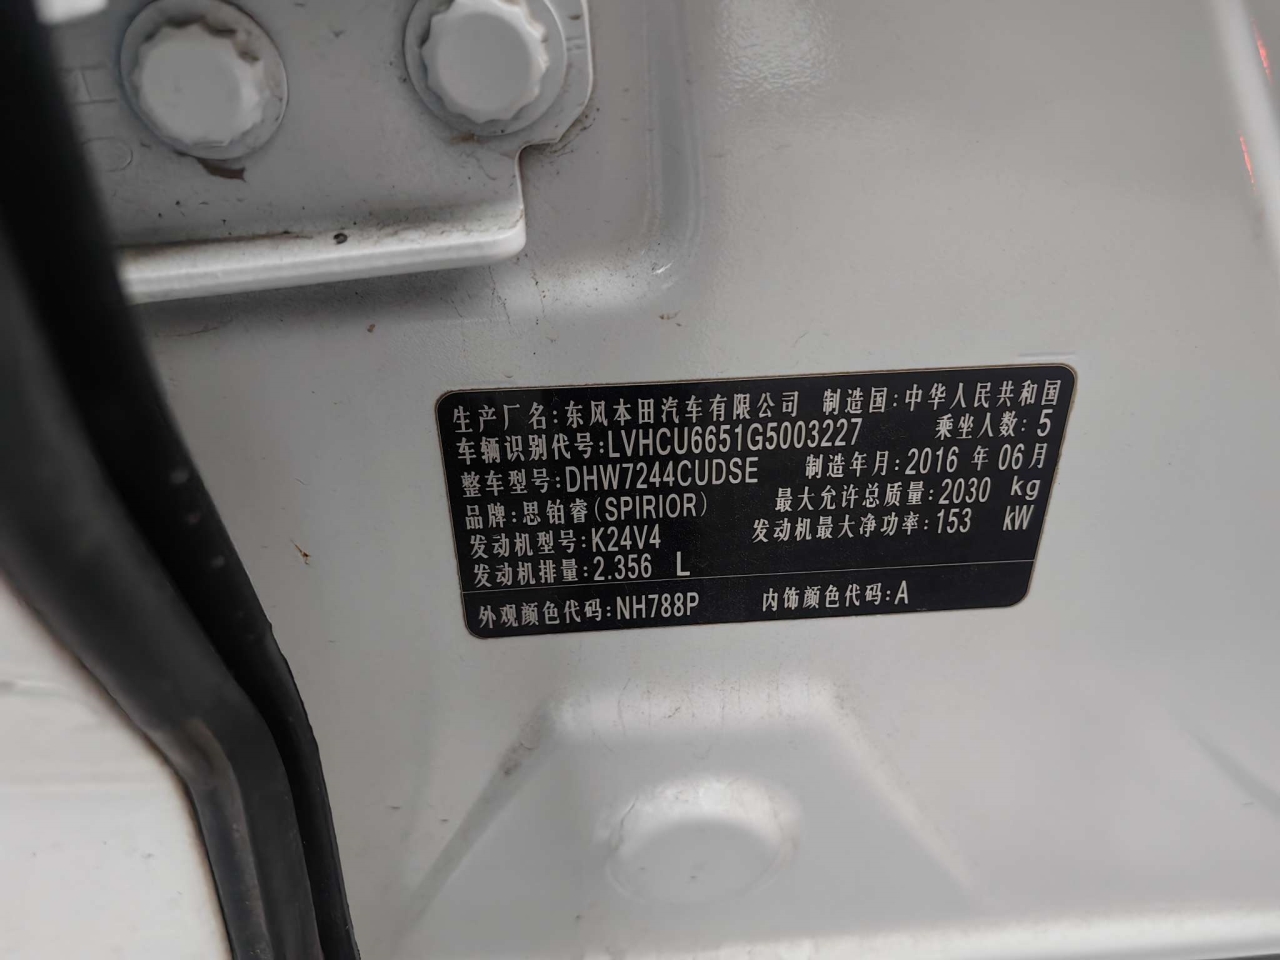 生产厂名:东风本田汽车有限公司 制造国:中华人民共和国
车辆识别代号:LVHCU6651G5003227 乘坐人数:5
整车型号:DHW7244CUDSE 制造年月:2016 年 06月
品牌:思铂睿(SPIRIOR) 最大允许总质量:2030 kg
发动机型号:K24V4 发动机最大净功率:153 kW
发动机排量:2.356 L
外观颜色代码:NH788P 内饰颜色代码:A